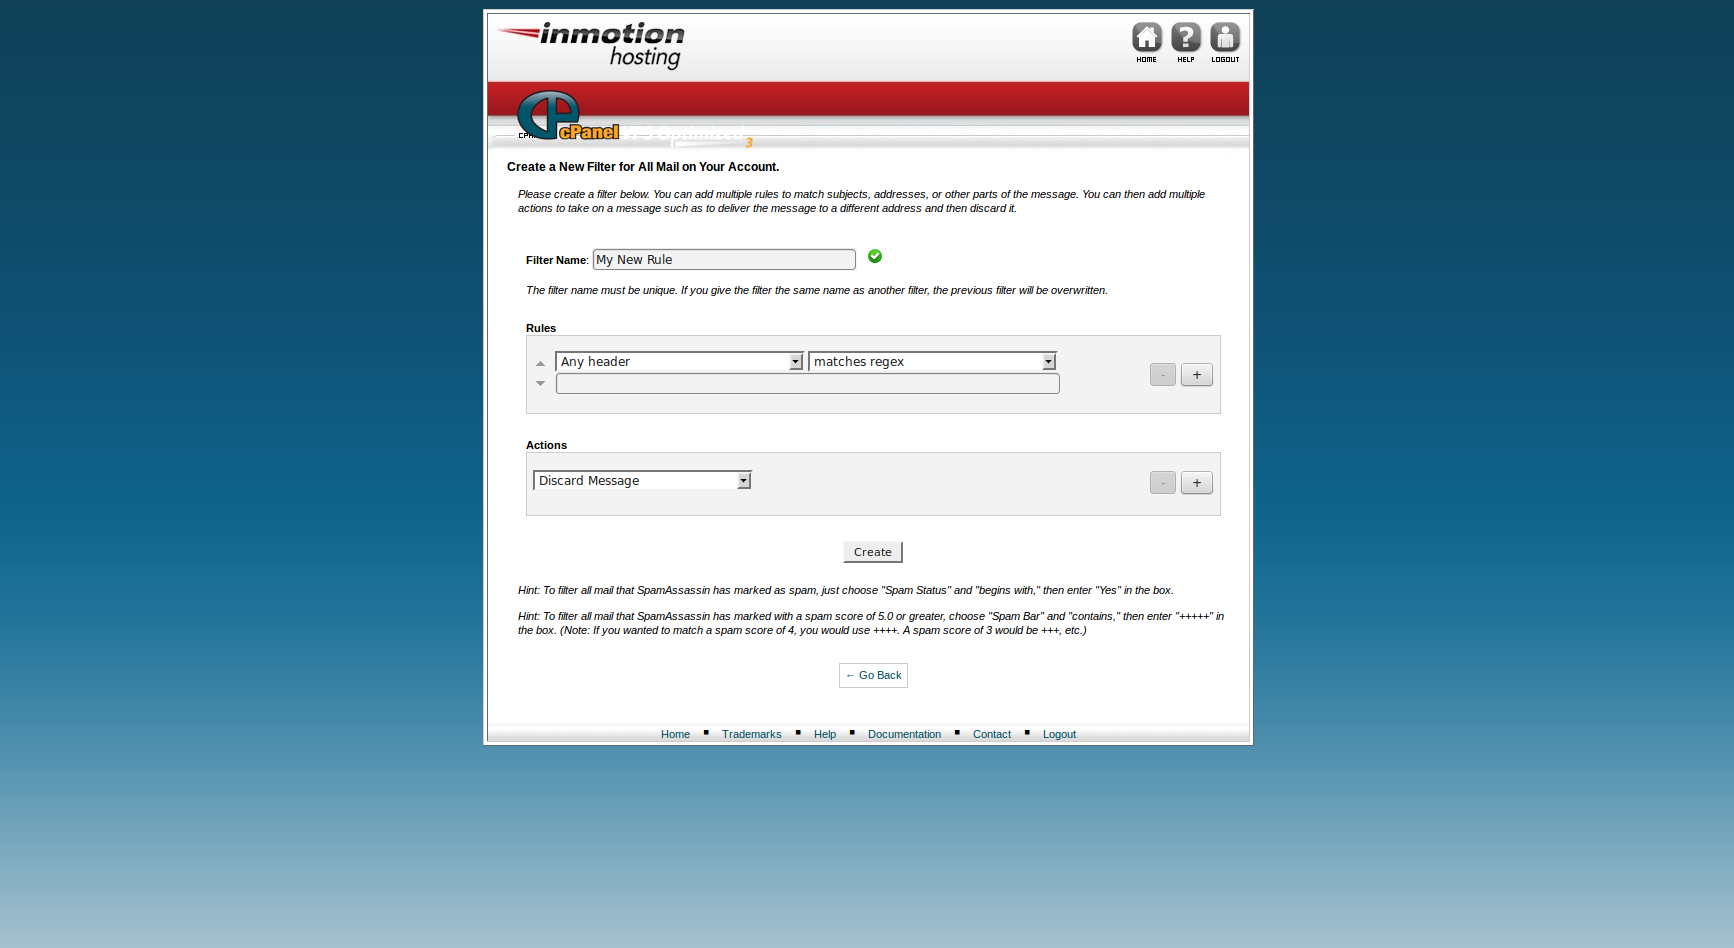 inmotion
hosting
HOME HELP LOGOUT
cPanel
3
Create a New Filter for All Mail on Your Account.
Please create a filter below. You can add multiple rules to match subjects, addresses, or other parts of the message. You can then add multiple
actions to take on a message such as to deliver the message to a different address and then discard it.
Filter Name: My New Rule
The filter name must be unique. If you give the filter the same name as another filter, the previous filter will be overwritten.
Rules
Any header matches regex
- +
Actions
Discard Message
- +
Create
Hint: To filter all mail that SpamAssassin has marked as spam, just choose "Spam Status" and "begins with," then enter "Yes" in the box.
Hint: To filter all mail that SpamAssassin has marked with a spam score of 5.0 or greater, choose "Spam Bar" and "contains," then enter "+++++" in
the box. (Note: If you wanted to match a spam score of 4, you would use ++++. A spam score of 3 would be +++, etc.)
← Go Back
Home ▪ Trademarks ▪ Help ▪ Documentation ▪ Contact ▪ Logout